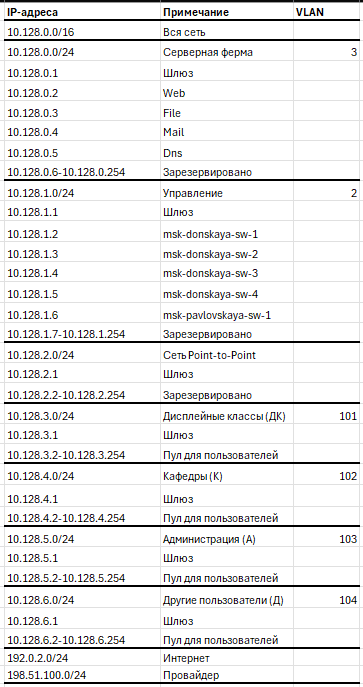 IP-адреса Примечание VLAN
10.128.0.0/16 Вся сеть
10.128.0.0/24 Серверная ферма 3
10.128.0.1 Шлюз
10.128.0.2 Web
10.128.0.3 File
10.128.0.4 Mail
10.128.0.5 Dns
10.128.0.6-10.128.0.254 Зарезервировано
10.128.1.0/24 Управление 2
10.128.1.1 Шлюз
10.128.1.2 msk-donskaya-sw-1
10.128.1.3 msk-donskaya-sw-2
10.128.1.4 msk-donskaya-sw-3
10.128.1.5 msk-donskaya-sw-4
10.128.1.6 msk-pavlovskaya-sw-1
10.128.1.7-10.128.1.254 Зарезервировано
10.128.2.0/24 Сеть Point-to-Point
10.128.2.1 Шлюз
10.128.2.2-10.128.2.254 Зарезервировано
10.128.3.0/24 Дисплейные классы (ДК) 101
10.128.3.1 Шлюз
10.128.3.2-10.128.3.254 Пул для пользователей
10.128.4.0/24 Кафедры (К) 102
10.128.4.1 Шлюз
10.128.4.2-10.128.4.254 Пул для пользователей
10.128.5.0/24 Администрация (А) 103
10.128.5.1 Шлюз
10.128.5.2-10.128.5.254 Пул для пользователей
10.128.6.0/24 Другие пользователи (Д) 104
10.128.6.1 Шлюз
10.128.6.2-10.128.6.254 Пул для пользователей
192.0.2.0/24 Интернет
198.51.100.0/24 Провайдер